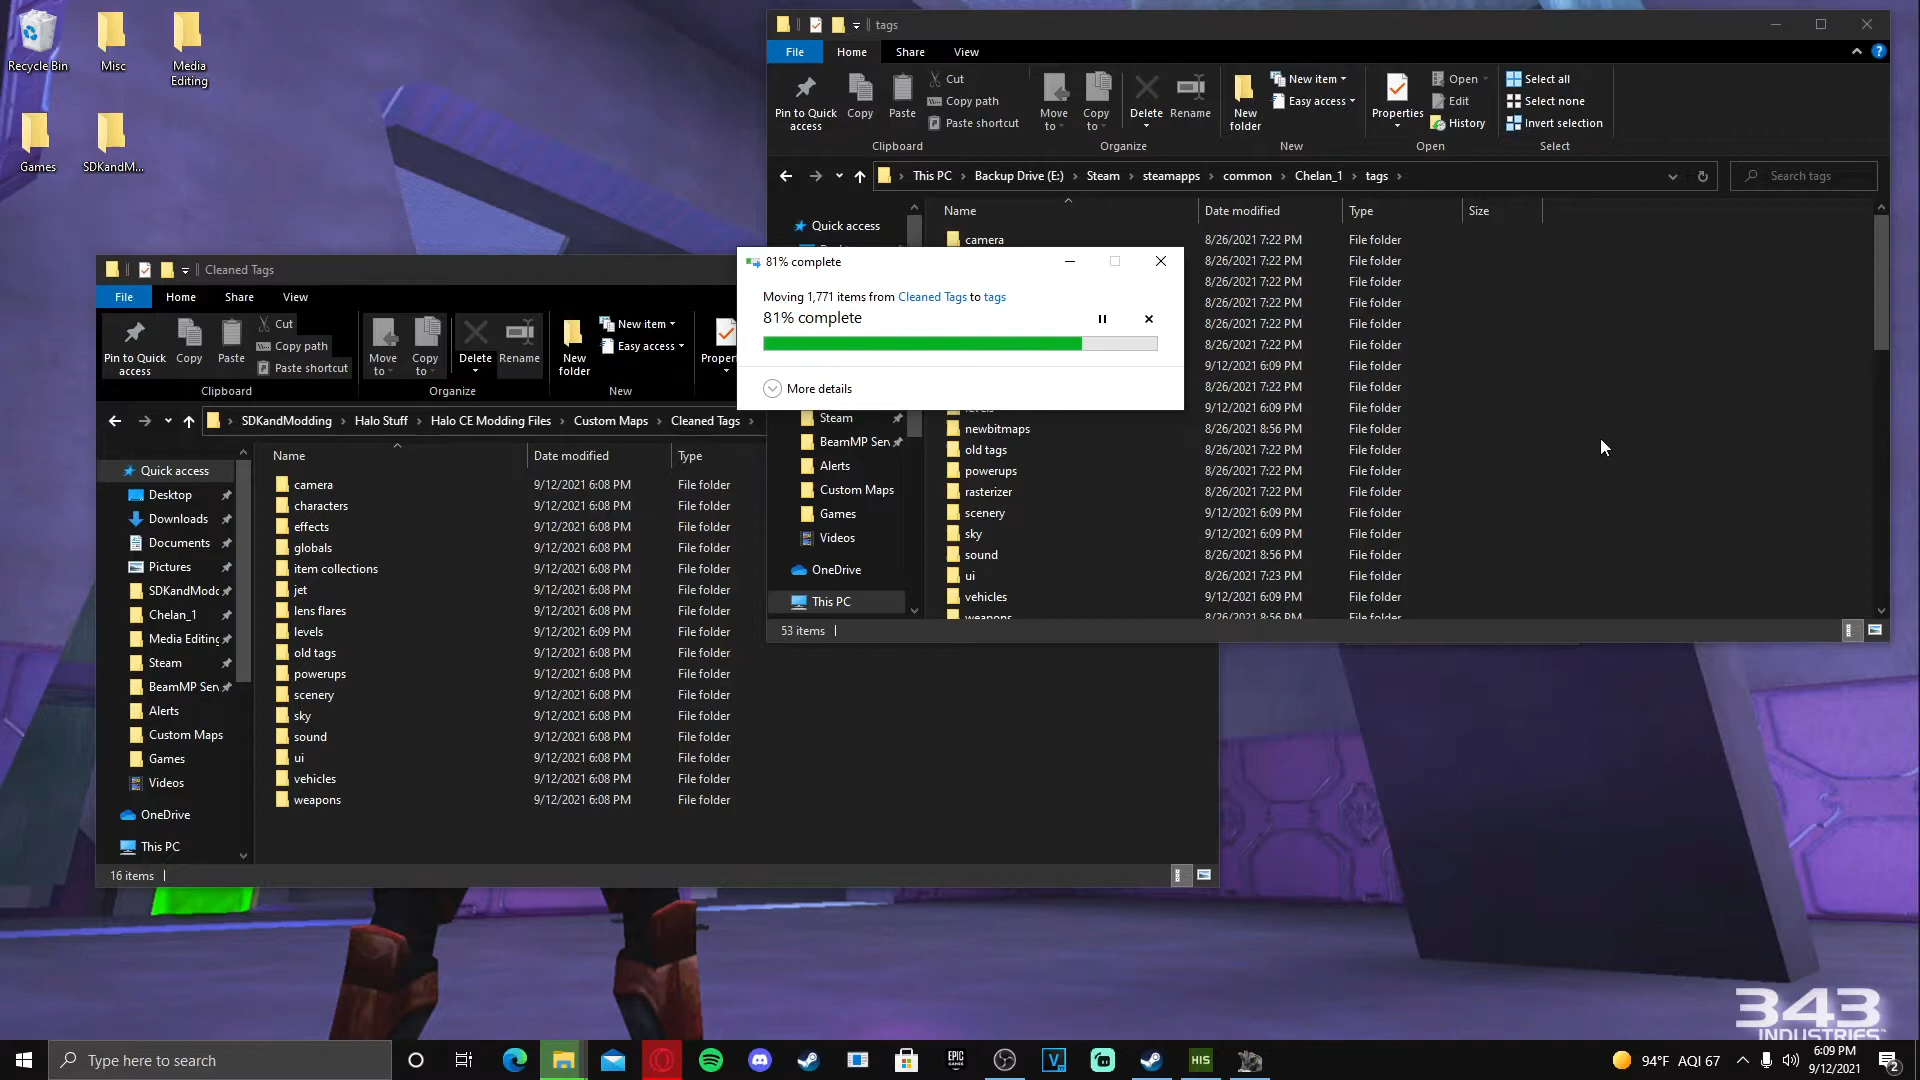 Recycle Bin
Misc
Media
Editing
Games
SDKandM...
tags
File
Home
Share
View
Pin to Quick
access
Copy
Paste
Cut
Copy path
Paste shortcut
Clipboard
Move
to
Copy
to
Delete
Rename
Organize
New
folder
New item
Easy access
New
Properties
Open
Edit
History
Open
Select all
Select none
Invert selection
Select
This PC
Backup Drive (E:)
Steam
steamapps
common
Chelan_1
tags
Search tags
Name
Date modified
Type
Size
Quick access
camera 8/26/2021 7:22 PM File folder
8/26/2021 7:22 PM File folder
8/26/2021 7:22 PM File folder
8/26/2021 7:22 PM File folder
8/26/2021 7:22 PM File folder
8/26/2021 7:22 PM File folder
9/12/2021 6:09 PM File folder
8/26/2021 7:22 PM File folder
levels 9/12/2021 6:09 PM File folder
newbitmaps 8/26/2021 8:56 PM File folder
old tags 8/26/2021 7:22 PM File folder
powerups 8/26/2021 7:22 PM File folder
rasterizer 8/26/2021 7:22 PM File folder
scenery 9/12/2021 6:09 PM File folder
sky 9/12/2021 6:09 PM File folder
sound 8/26/2021 8:56 PM File folder
ui 8/26/2021 7:23 PM File folder
vehicles 9/12/2021 6:09 PM File folder
weapons 8/26/2021 8:56 PM File folder
Steam
BeamMP Serv
Alerts
Custom Maps
Games
Videos
OneDrive
This PC
53 items
81% complete
Moving 1,771 items from Cleaned Tags to tags
81% complete
More details
Cleaned Tags
File
Home
Share
View
Pin to Quick
access
Copy
Paste
Cut
Copy path
Paste shortcut
Clipboard
Move
to
Copy
to
Delete
Rename
Organize
New
folder
New item
Easy access
New
Propert
SDKandModding
Halo Stuff
Halo CE Modding Files
Custom Maps
Cleaned Tags
Name
Date modified
Type
Quick access
Desktop
Downloads
Documents
Pictures
SDKandModd
Chelan_1
Media Editing
Steam
BeamMP Serv
Alerts
Custom Maps
Games
Videos
OneDrive
This PC
camera 9/12/2021 6:08 PM File folder
characters 9/12/2021 6:08 PM File folder
effects 9/12/2021 6:08 PM File folder
globals 9/12/2021 6:08 PM File folder
item collections 9/12/2021 6:08 PM File folder
jet 9/12/2021 6:08 PM File folder
lens flares 9/12/2021 6:08 PM File folder
levels 9/12/2021 6:09 PM File folder
old tags 9/12/2021 6:08 PM File folder
powerups 9/12/2021 6:08 PM File folder
scenery 9/12/2021 6:08 PM File folder
sky 9/12/2021 6:08 PM File folder
sound 9/12/2021 6:08 PM File folder
ui 9/12/2021 6:08 PM File folder
vehicles 9/12/2021 6:08 PM File folder
weapons 9/12/2021 6:08 PM File folder
16 items
343
INDUSTRIES
Type here to search
EPIC
GAMES
V
HIS
94°F AQI 67
6:09 PM
9/12/2021
2